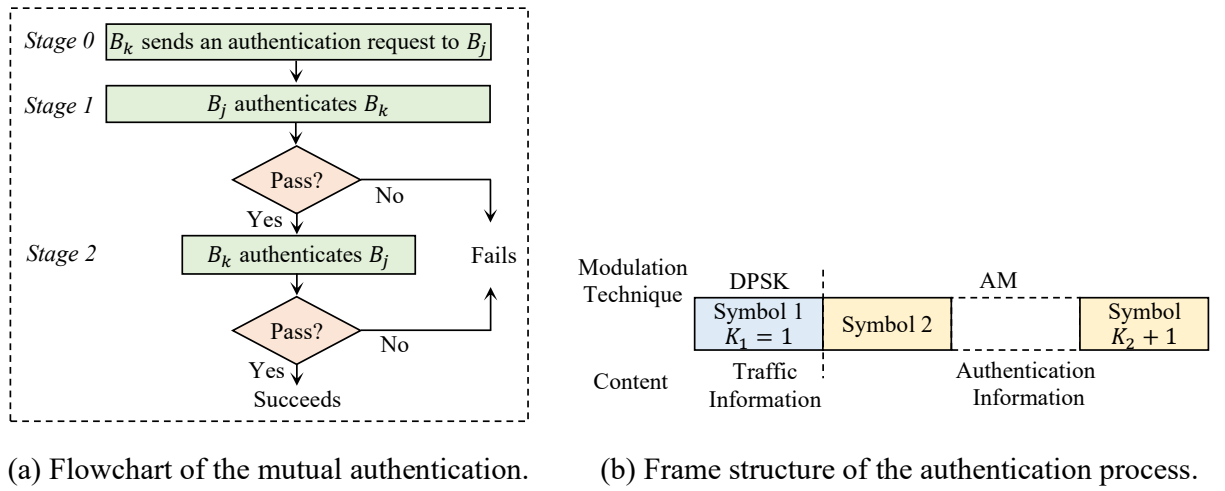 Stage 0
B_k sends an authentication request to B_j
Stage 1
B_j authenticates B_k
Pass?
No
Yes
Stage 2
B_k authenticates B_j
Fails
Pass?
No
Yes
Succeeds
(a) Flowchart of the mutual authentication.
Modulation
Technique
DPSK
AM
Symbol 1
K_1 = 1
Symbol 2
Symbol
K_2 + 1
Content
Traffic
Information
Authentication
Information
(b) Frame structure of the authentication process.